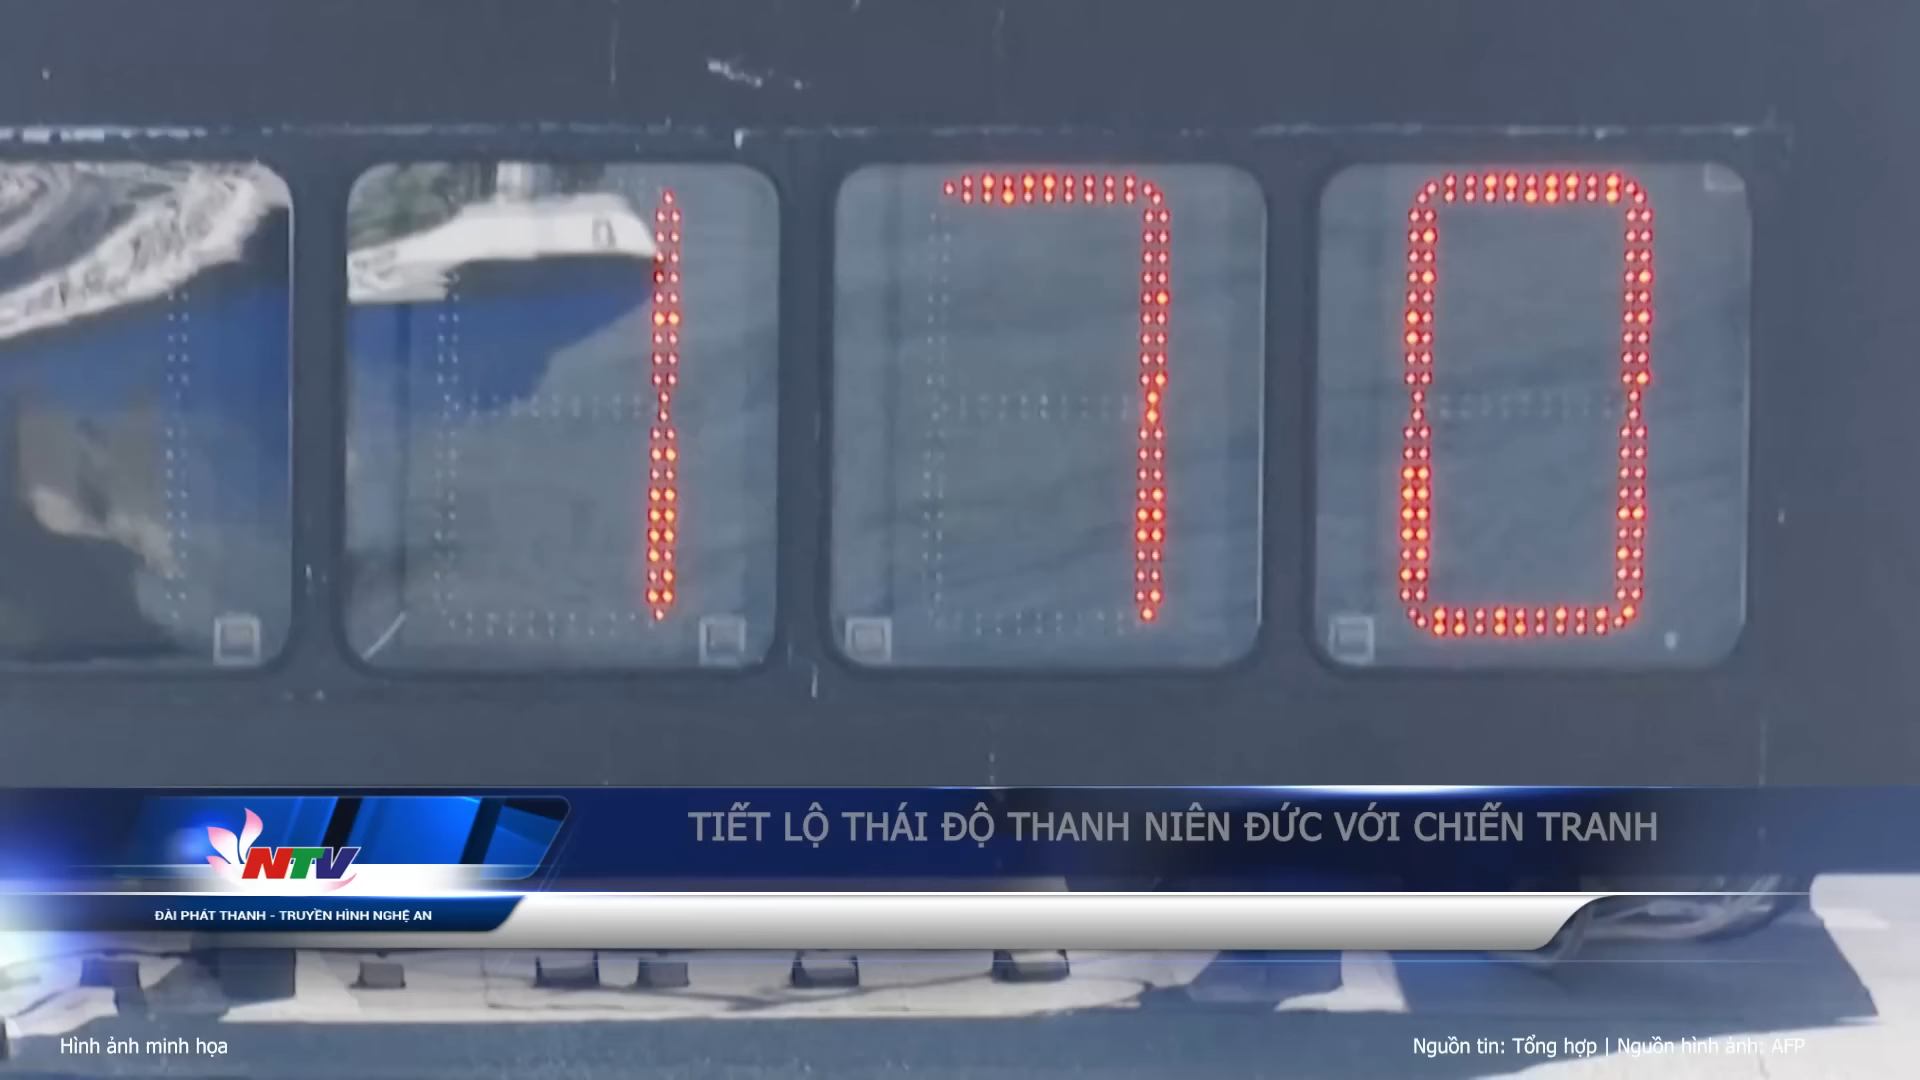 170
TIẾT LỘ THÁI ĐỘ THANH NIÊN ĐỨC VỚI CHIẾN TRANH
NTV
ĐÀI PHÁT THANH - TRUYỀN HÌNH NGHỆ AN
Hình ảnh minh họa
Nguồn tin: Tổng hợp | Nguồn hình ảnh: AFP